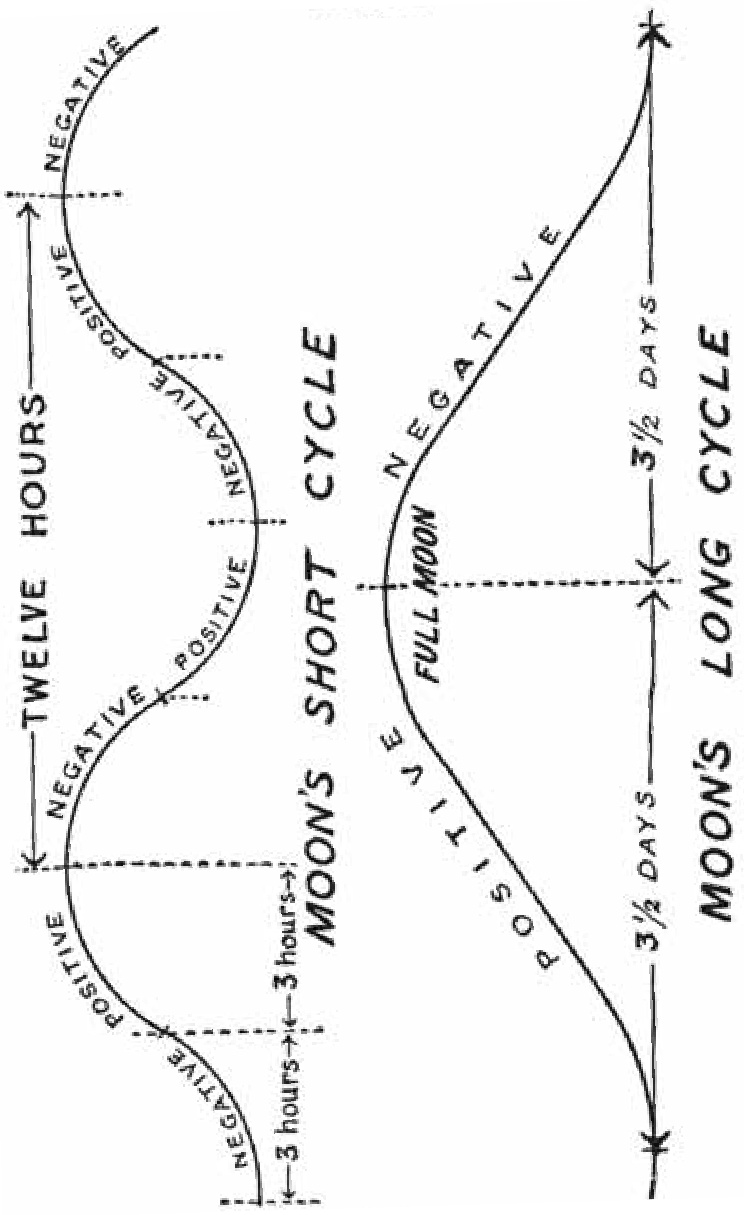 TWELVE HOURS
NEGATIVE
POSITIVE
NEGATIVE
POSITIVE
NEGATIVE
POSITIVE
NEGATIVE
3 hours
3 hours
MOON'S SHORT CYCLE
POSITIVE
FULL MOON
NEGATIVE
3½ DAYS
3½ DAYS
MOON'S LONG CYCLE